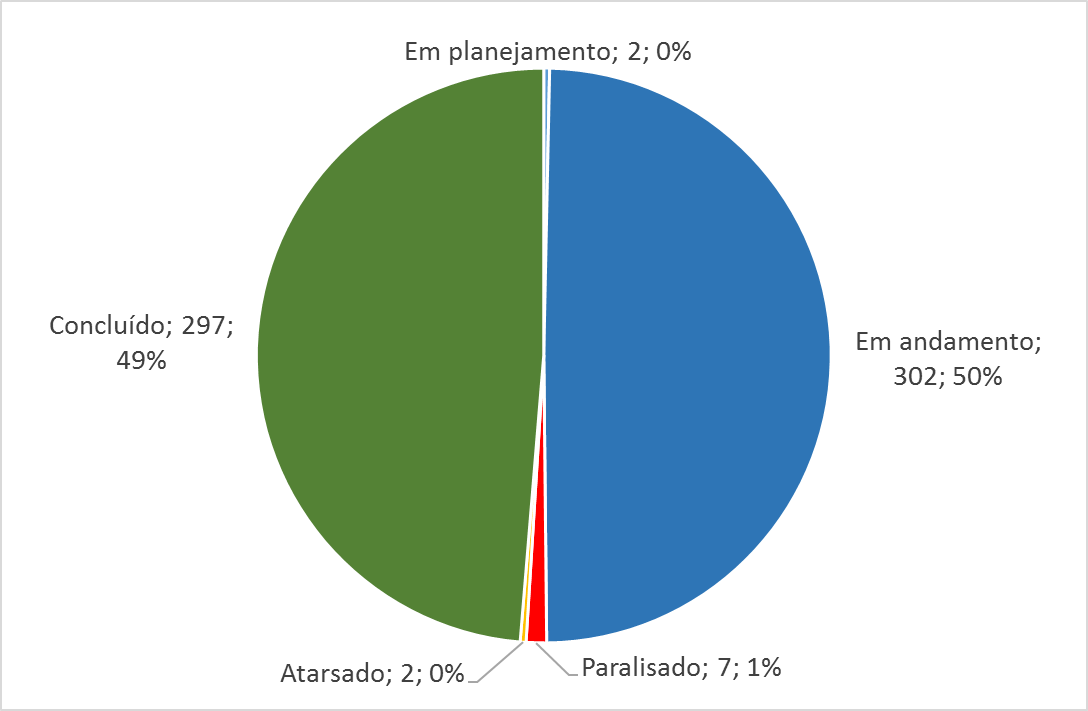 Em planejamento; 2; 0%
Concluído; 297;
49%
Em andamento;
302; 50%
Atarsado; 2; 0%
Paralisado; 7; 1%